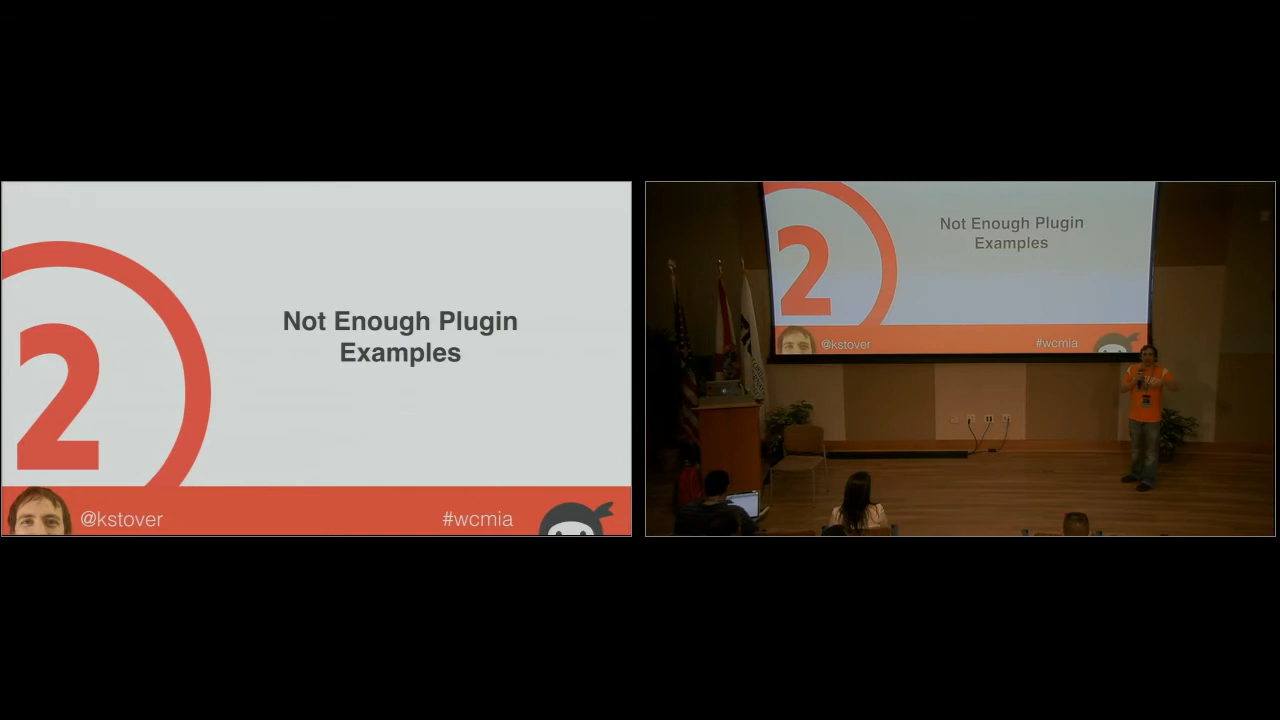 2
Not Enough Plugin
Examples
@kstover
#wcmia
2
Not Enough Plugin
Examples
@kstover
#wcmia